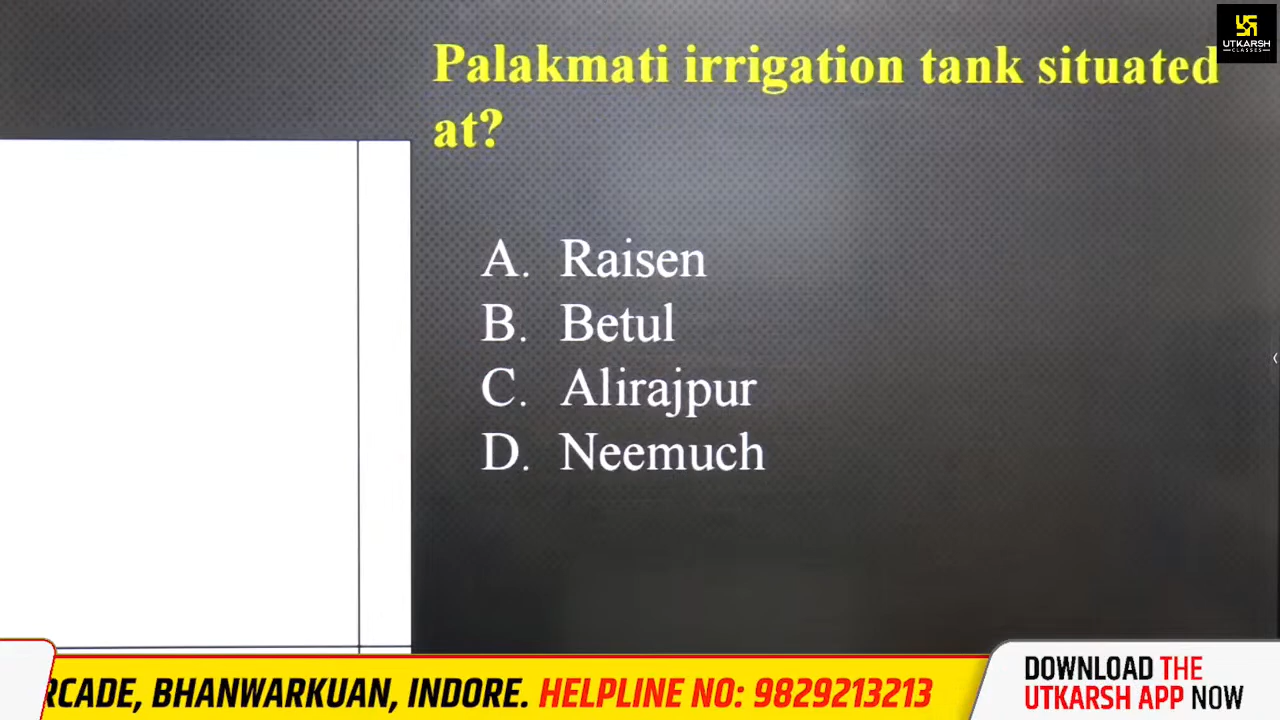 UTKARSH
CLASSES
Palakmati irrigation tank situated
at?
A. Raisen
B. Betul
C. Alirajpur
D. Neemuch
RCADE, BHANWARKUAN, INDORE. HELPLINE NO: 9829213213
DOWNLOAD THE
UTKARSH APP NOW